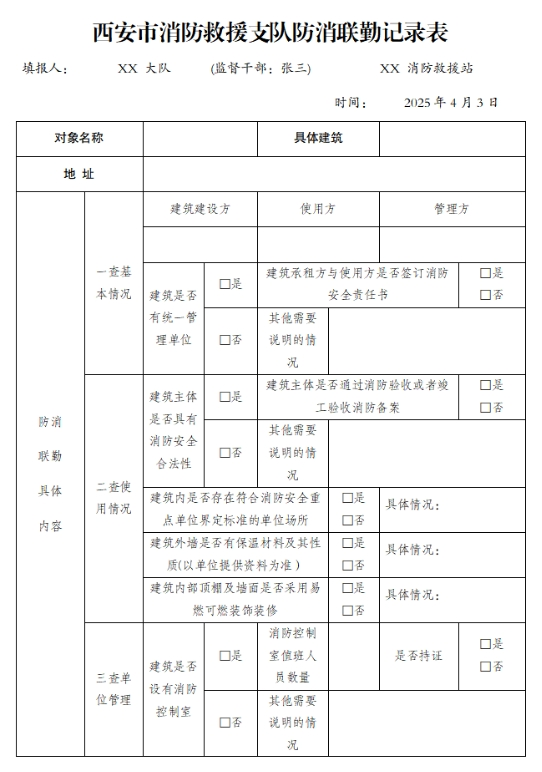 西安市消防救援支队防消联勤记录表
填报人： XX 大队 (监督干部：张三) XX 消防救援站
时间： 2025 年 4 月 3 日
对象名称 具体建筑
地 址
建筑建设方 使用方 管理方
防消
联勤
具体
内容
一查基
本情况
建筑是否
有统一管
理单位
□是
□否
建筑承租方与使用方是否签订消防
安全责任书
□是
□否
其他需要
说明的情
况
二查使
用情况
建筑主体
是否具有
消防安全
合法性
□是
□否
建筑主体是否通过消防验收或者竣
工验收消防备案
□是
□否
其他需要
说明的情
况
建筑内是否存在符合消防安全重
点单位界定标准的单位场所
□是
□否
具体情况：
建筑外墙是否有保温材料及其性
质(以单位提供资料为准)
□是
□否
具体情况：
建筑内部顶棚及墙面是否采用易
燃可燃装饰装修
□是
□否
具体情况：
三查单
位管理
建筑是否
设有消防
控制室
□是
□否
消防控制
室值班人
员数量
是否持证
□是
□否
其他需要
说明的情
况